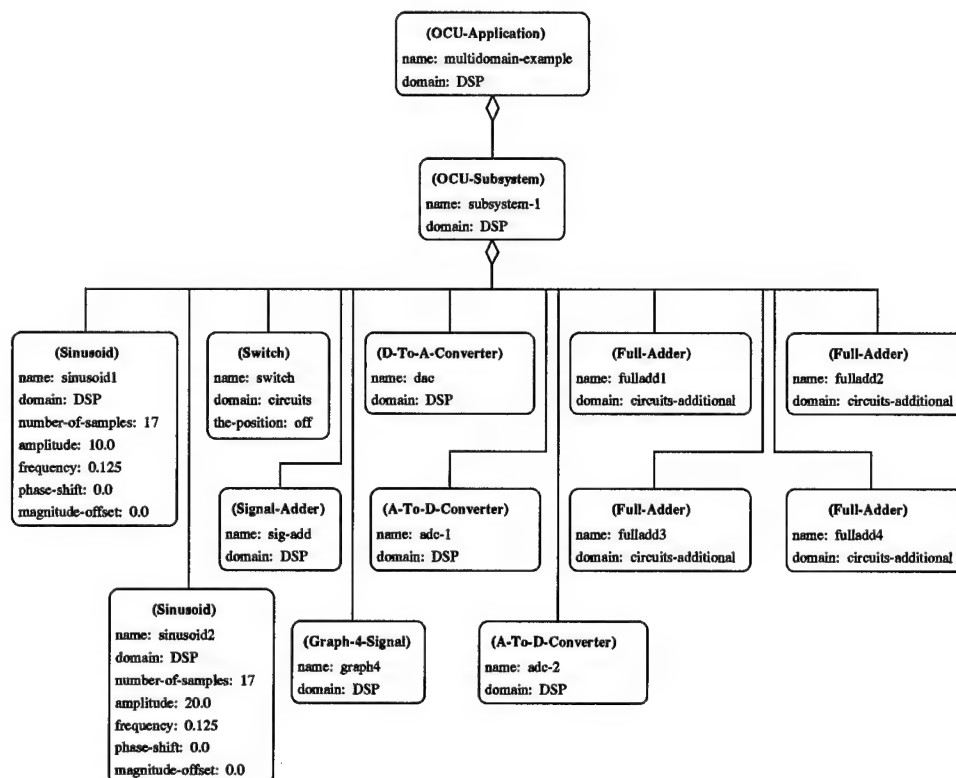 (OCU-Application)
name: multidomain-example
domain: DSP
(OCU-Subsystem)
name: subsystem-1
domain: DSP
(Sinusoid)
name: sinusoid1
domain: DSP
number-of-samples: 17
amplitude: 10.0
frequency: 0.125
phase-shift: 0.0
magnitude-offset: 0.0
(Switch)
name: switch
domain: circuits
the-position: off
(D-To-A-Converter)
name: dac
domain: DSP
(Full-Adder)
name: fulladd1
domain: circuits-additional
(Full-Adder)
name: fulladd2
domain: circuits-additional
(Signal-Adder)
name: sig-add
domain: DSP
(A-To-D-Converter)
name: adc-1
domain: DSP
(Full-Adder)
name: fulladd3
domain: circuits-additional
(Full-Adder)
name: fulladd4
domain: circuits-additional
(Sinusoid)
name: sinusoid2
domain: DSP
number-of-samples: 17
amplitude: 20.0
frequency: 0.125
phase-shift: 0.0
magnitude-offset: 0.0
(Graph-4-Signal)
name: graph4
domain: DSP
(A-To-D-Converter)
name: adc-2
domain: DSP